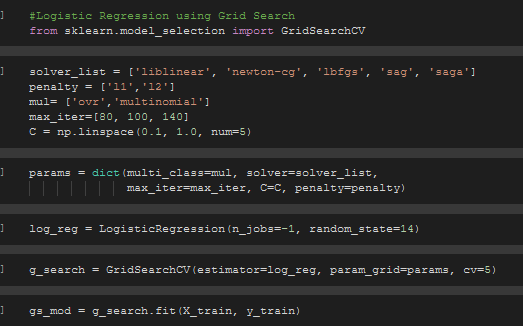 #Logistic Regression using Grid Search
from sklearn.model_selection import GridSearchCV
solver_list = ['liblinear', 'newton-cg', 'lbfgs', 'sag', 'saga']
penalty = ['l1','l2']
mul= ['ovr','multinomial']
max_iter=[80, 100, 140]
C = np.linspace(0.1, 1.0, num=5)
params = dict(multi_class=mul, solver=solver_list,
max_iter=max_iter, C=C, penalty=penalty)
log_reg = LogisticRegression(n_jobs=-1, random_state=14)
g_search = GridSearchCV(estimator=log_reg, param_grid=params, cv=5)
gs_mod = g_search.fit(X_train, y_train)